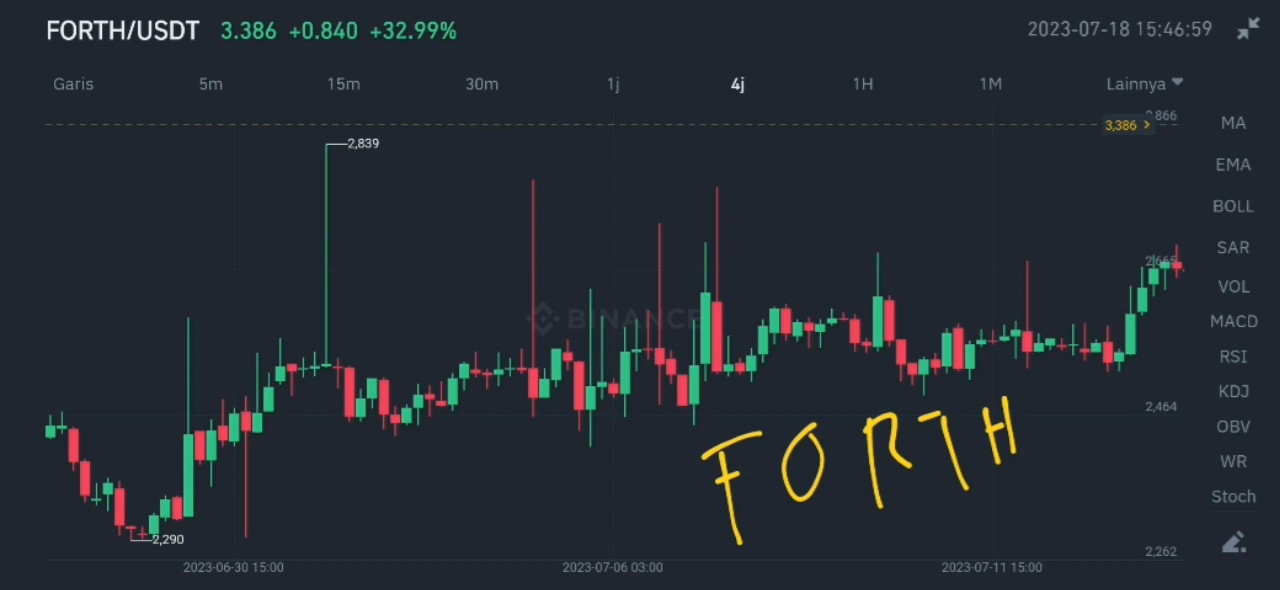 FORTH/USDT 3.386 +0.840 +32.99% 2023-07-18 15:46:59
Garis 5m 15m 30m 1j 4j 1H 1M Lainnya
3,386 >
2,839
MA
EMA
BOLL
SAR
2,665
VOL
BINANCE
MACD
RSI
KDJ
2,464
OBV
FORTH
WR
Stoch
2,290
2,262
2023-06-30 15:00 2023-07-06 03:00 2023-07-11 15:00